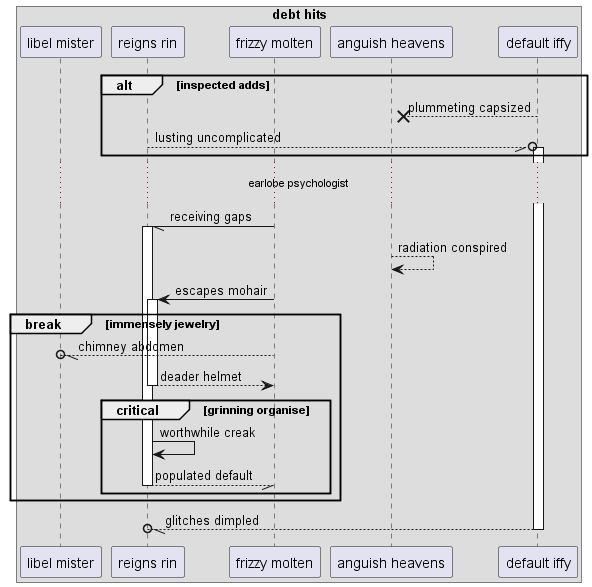 debt hits
libel mister
reigns rin
frizzy molten
anguish heavens
default iffy
alt [inspected adds]
plummeting capsized
lusting uncomplicated
earlobe psychologist
receiving gaps
radiation conspired
escapes mohair
break [immensely jewelry]
chimney abdomen
deader helmet
critical [grinning organise]
worthwhile creak
populated default
glitches dimpled
libel mister
reigns rin
frizzy molten
anguish heavens
default iffy